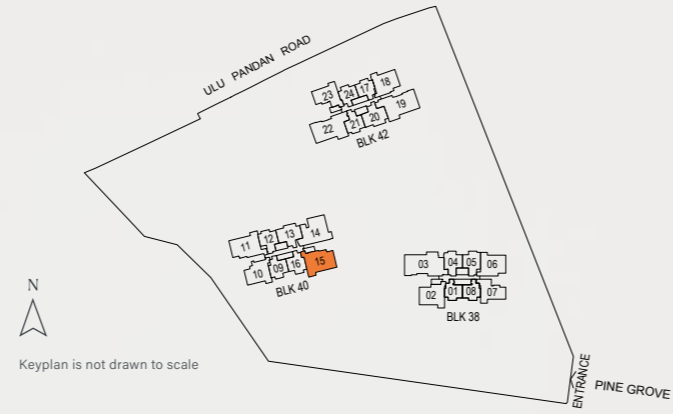 ULU PANDAN ROAD
23 24 17 18
22 21 20 19
BLK 42
11 12 13 14
10 09 16 15
BLK 40
03 04 05 06
02 01 08 07
BLK 38
N
Keyplan is not drawn to scale
ENTRANCE
PINE GROVE